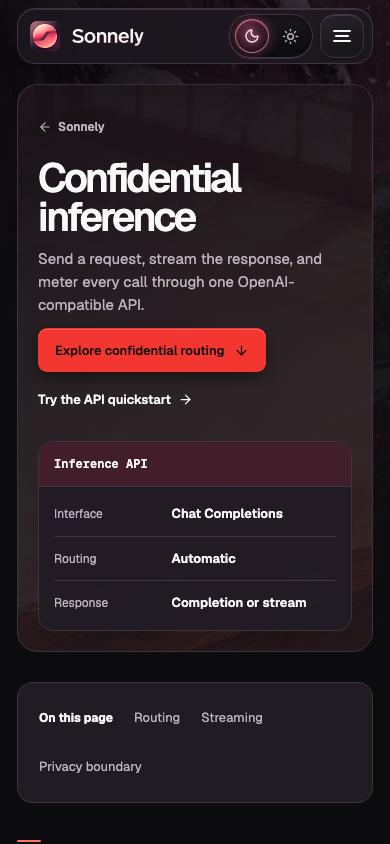 Sonnely
← Sonnely
Confidential
inference
Send a request, stream the response, and
meter every call through one OpenAI-
compatible API.
Explore confidential routing ↓
Try the API quickstart →
Inference API
Interface Chat Completions
Routing Automatic
Response Completion or stream
On this page Routing Streaming
Privacy boundary